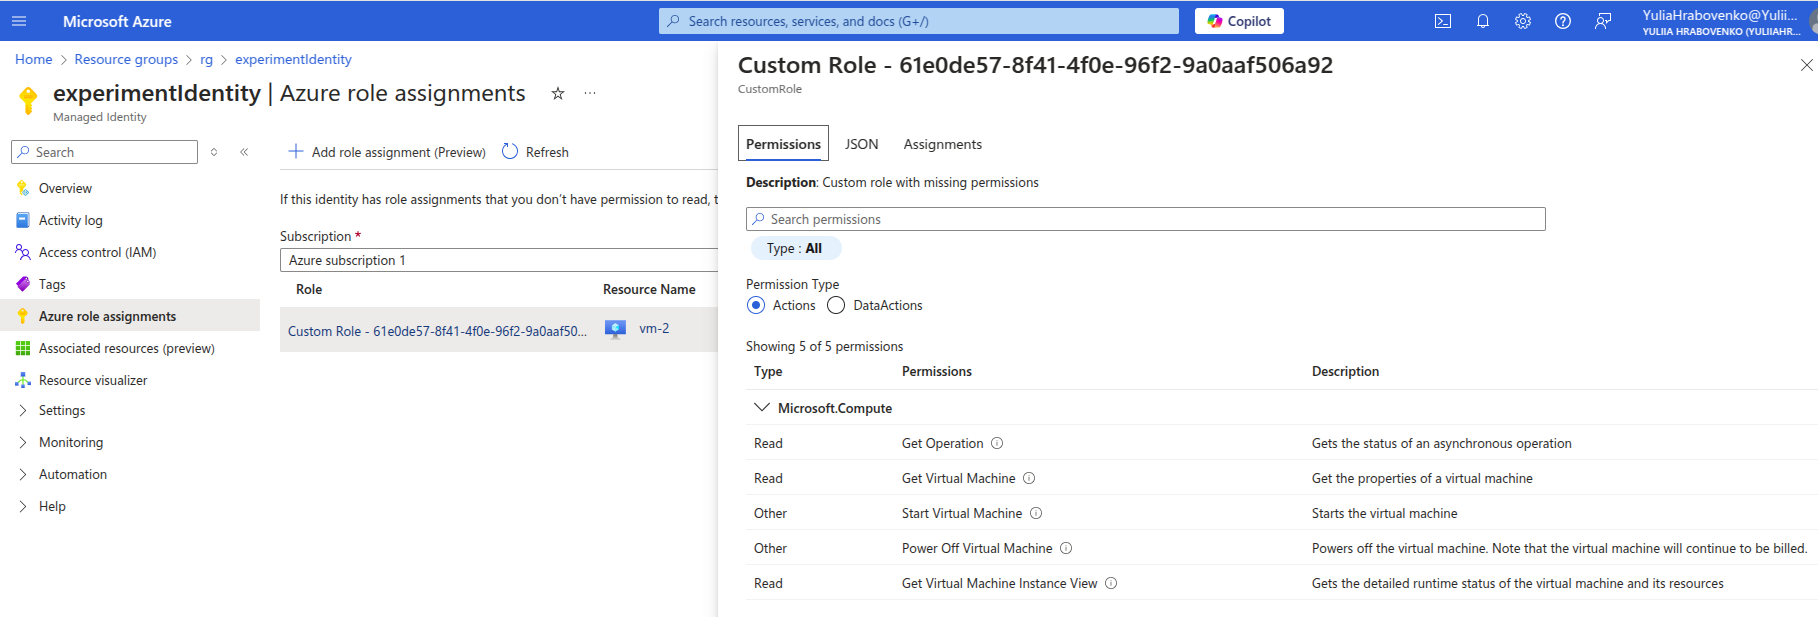 Microsoft Azure
Search resources, services, and docs (G+/)
Copilot
YuliaHrabovenko@Yulii...
YULIIA HRABOVENKO (YULIIAHR...
Home > Resource groups > rg > experimentIdentity
experimentIdentity | Azure role assignments
Managed Identity
Search
Overview
Activity log
Access control (IAM)
Tags
Azure role assignments
Associated resources (preview)
Resource visualizer
Settings
Monitoring
Automation
Help
Add role assignment (Preview)
Refresh
If this identity has role assignments that you don't have permission to read, t
Subscription *
Azure subscription 1
Role Resource Name
Custom Role - 61e0de57-8f41-4f0e-96f2-9a0aaf50... vm-2
Custom Role - 61e0de57-8f41-4f0e-96f2-9a0aaf506a92
CustomRole
Permissions JSON Assignments
Description: Custom role with missing permissions
Search permissions
Type : All
Permission Type
Actions DataActions
Showing 5 of 5 permissions
Type Permissions Description
Microsoft.Compute
Read Get Operation Gets the status of an asynchronous operation
Read Get Virtual Machine Get the properties of a virtual machine
Other Start Virtual Machine Starts the virtual machine
Other Power Off Virtual Machine Powers off the virtual machine. Note that the virtual machine will continue to be billed.
Read Get Virtual Machine Instance View Gets the detailed runtime status of the virtual machine and its resources